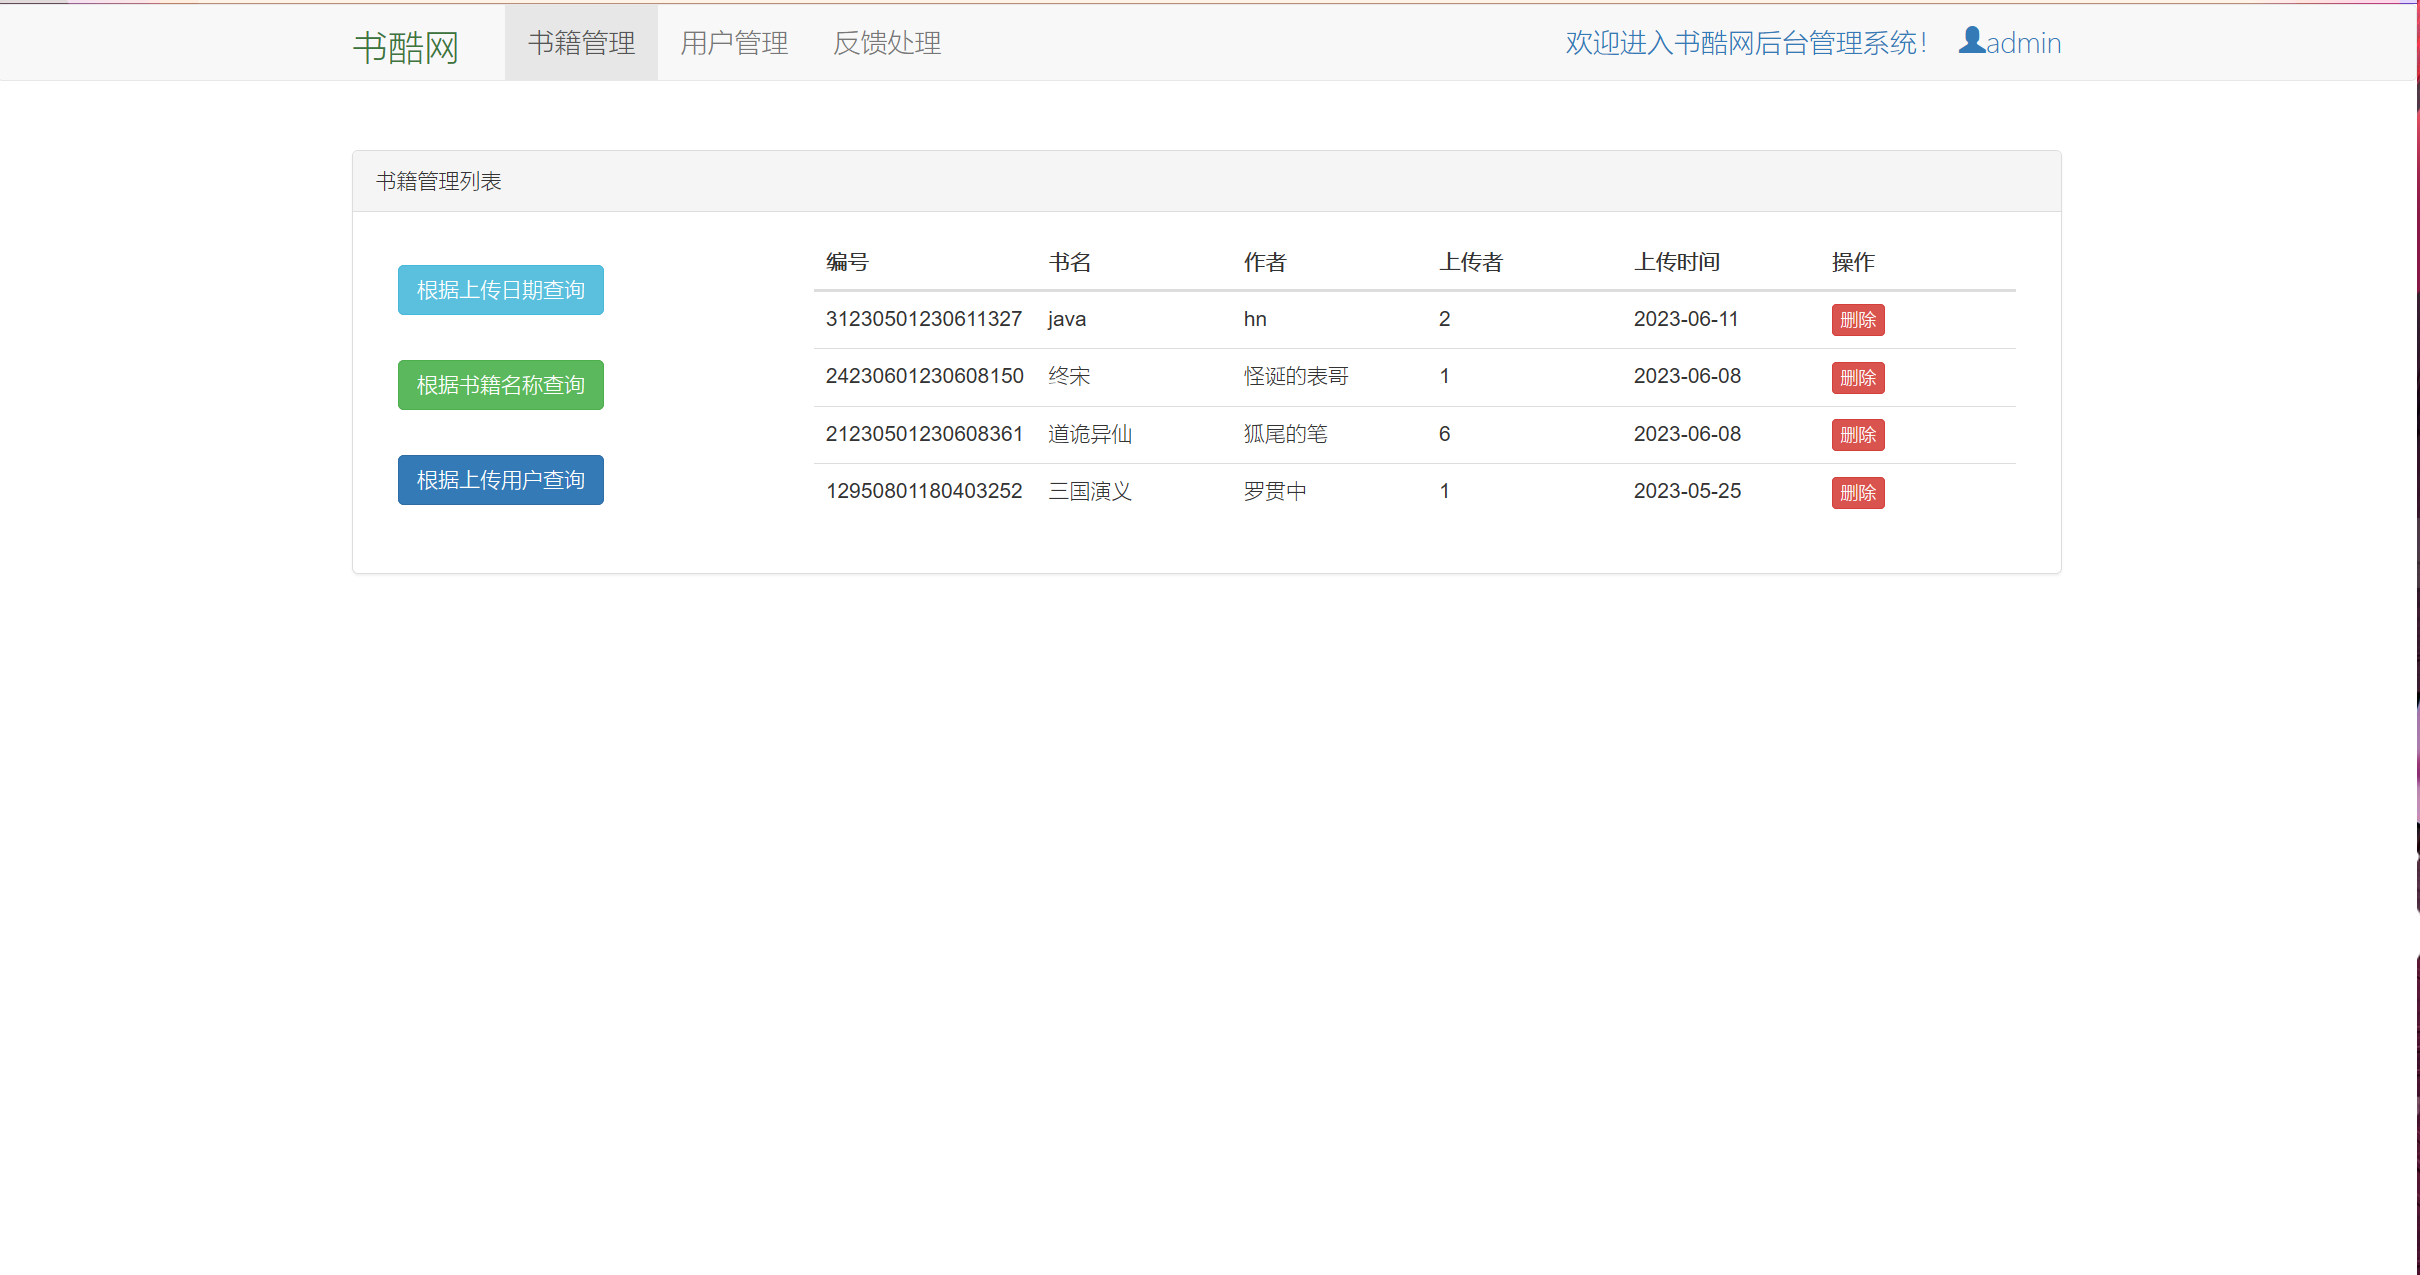 书酷网 书籍管理 用户管理 反馈处理 欢迎进入书酷网后台管理系统! admin
书籍管理列表
根据上传日期查询
根据书籍名称查询
根据上传用户查询
编号 书名 作者 上传者 上传时间 操作
31230501230611327 java hn 2 2023-06-11 删除
24230601230608150 终宋 怪诞的表哥 1 2023-06-08 删除
21230501230608361 道诡异仙 狐尾的笔 6 2023-06-08 删除
12950801180403252 三国演义 罗贯中 1 2023-05-25 删除